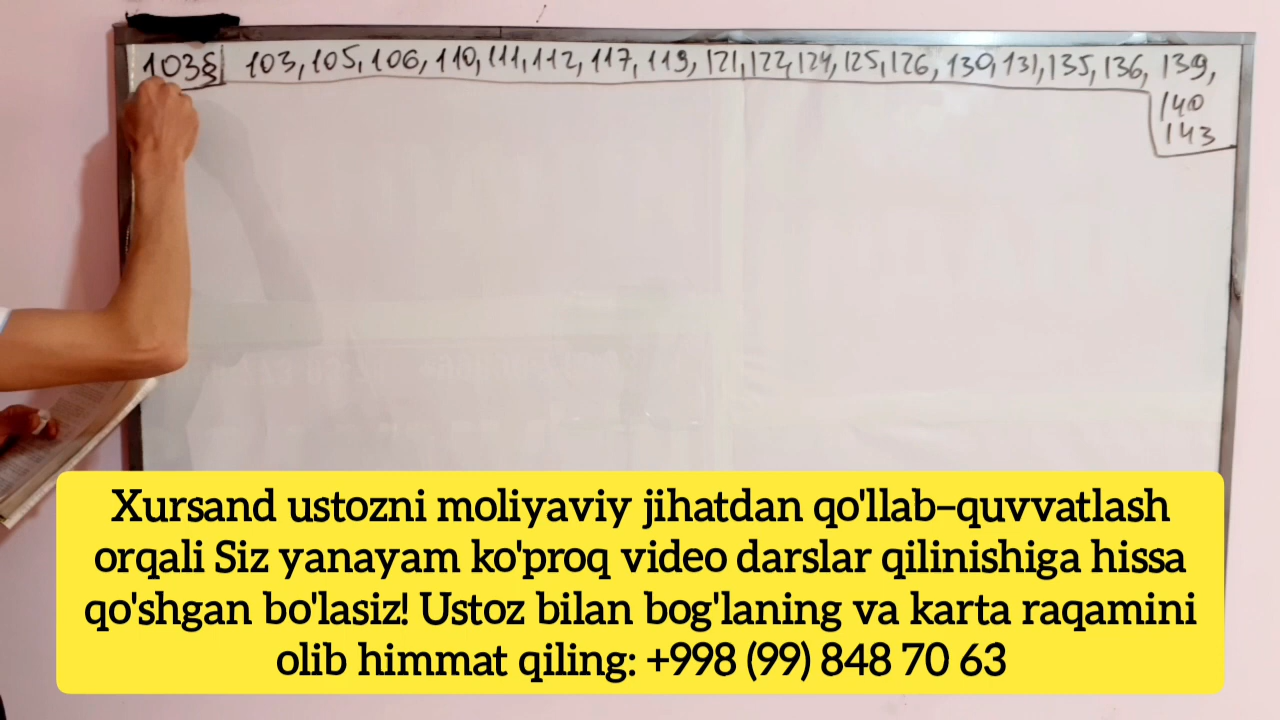 103§ 103, 105, 106, 110, 111, 112, 117, 119, 121, 122, 124, 125, 126, 130, 131, 135, 136, 139,
140
143
Xursand ustozni moliyaviy jihatdan qo'llab-quvvatlash
orqali Siz yanayam ko'proq video darslar qilinishiga hissa
qo'shgan bo'lasiz! Ustoz bilan bog'laning va karta raqamini
olib himmat qiling: +998 (99) 848 70 63